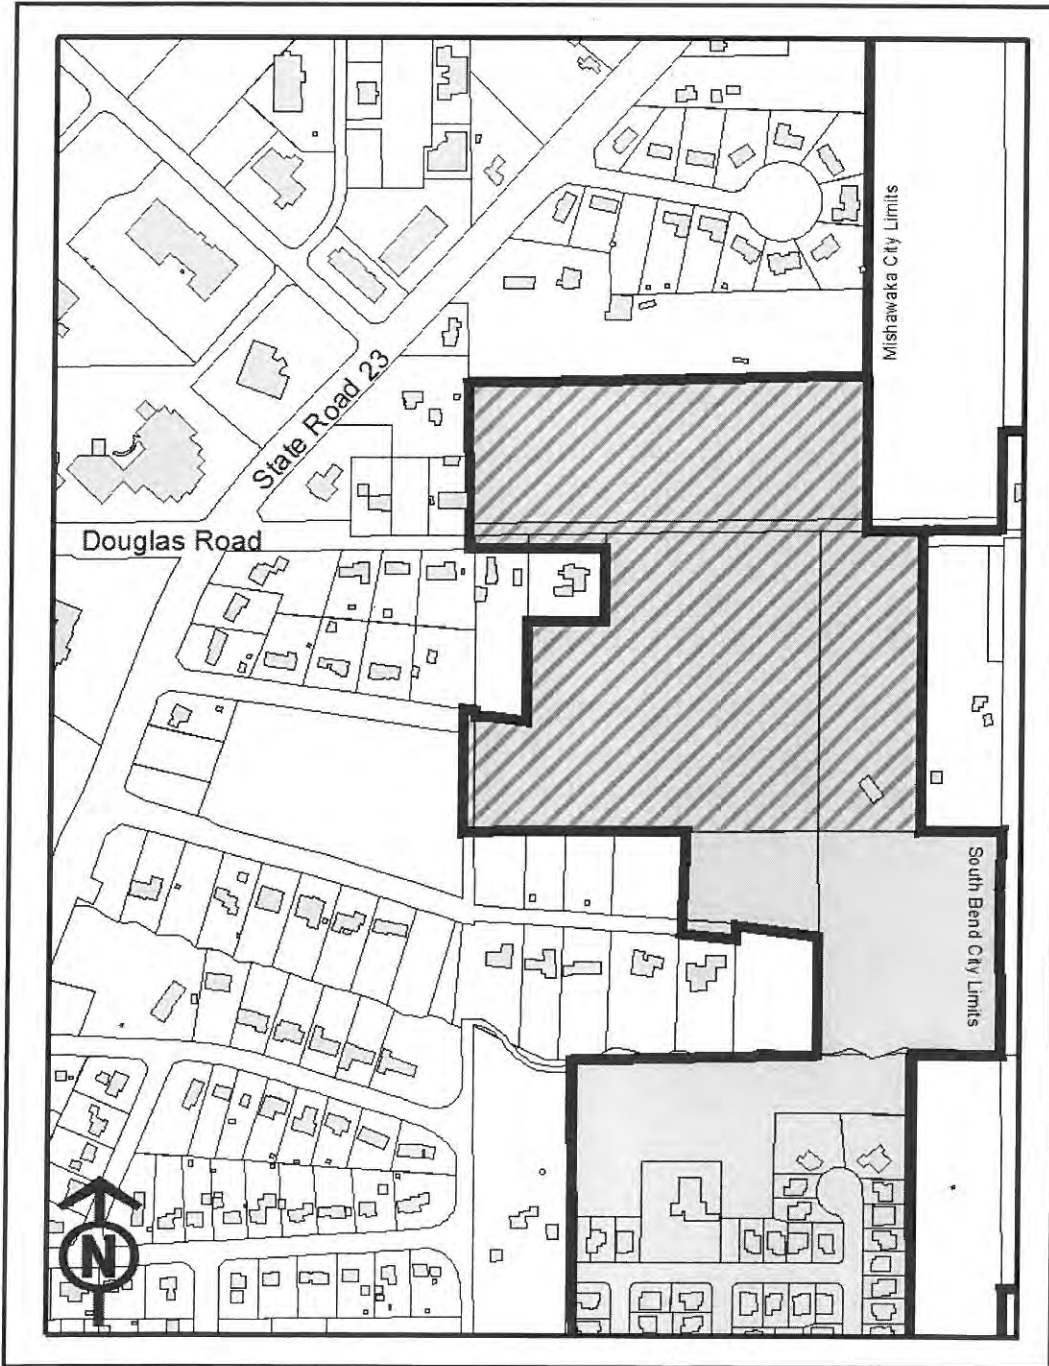 Mishawaka City Limits
State Road 23
Douglas Road
South Bend City Limits
N